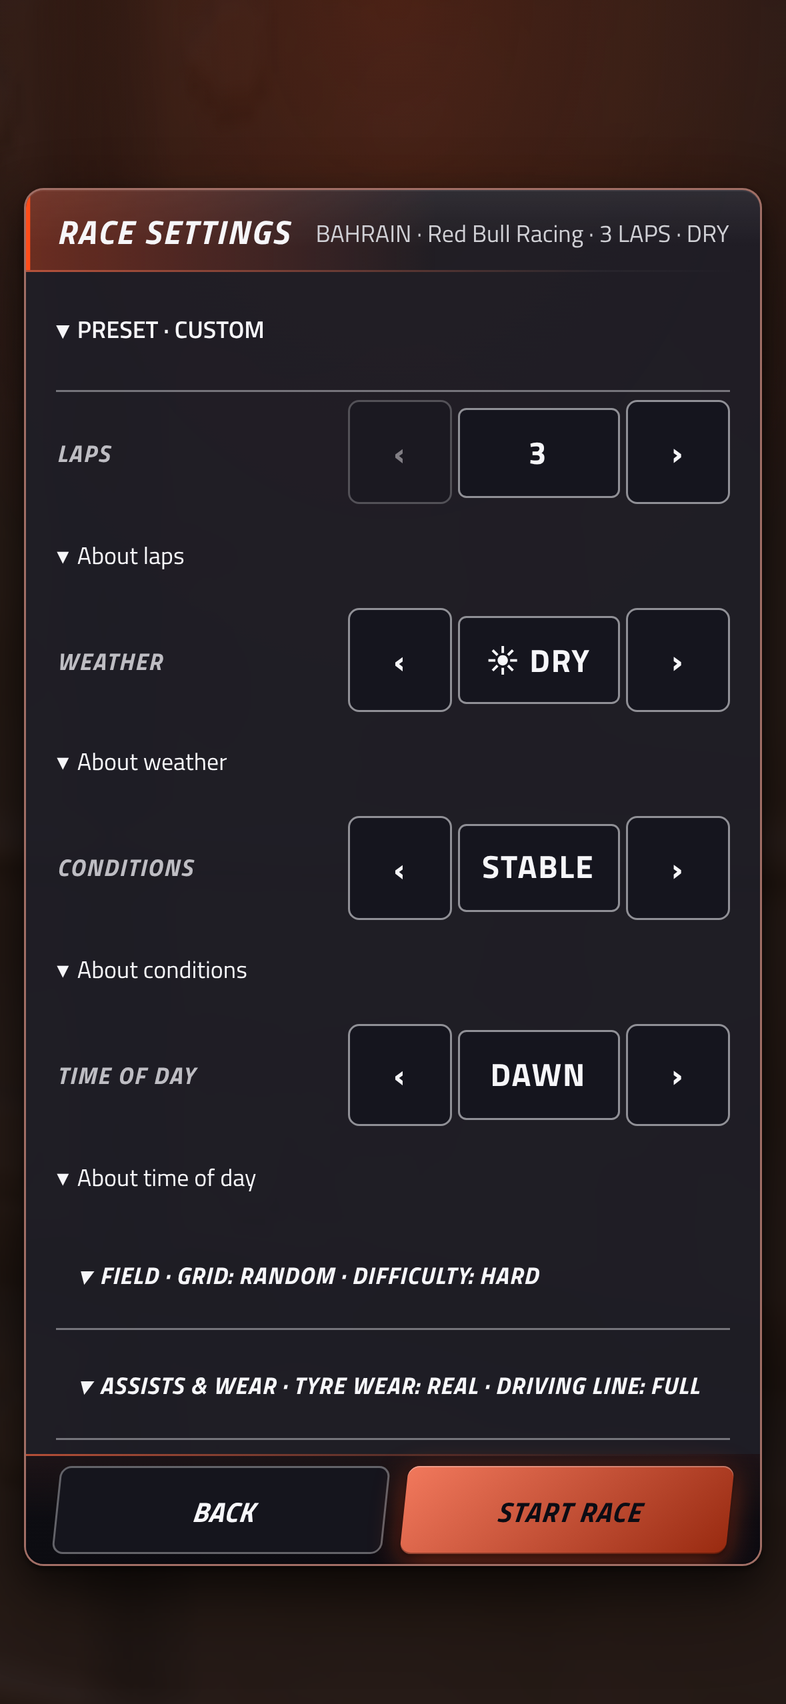 RACE SETTINGS BAHRAIN · Red Bull Racing · 3 LAPS · DRY
▼ PRESET · CUSTOM
LAPS ‹ 3 ›
▼ About laps
WEATHER ‹ ☀ DRY ›
▼ About weather
CONDITIONS ‹ STABLE ›
▼ About conditions
TIME OF DAY ‹ DAWN ›
▼ About time of day
▼ FIELD · GRID: RANDOM · DIFFICULTY: HARD
▼ ASSISTS & WEAR · TYRE WEAR: REAL · DRIVING LINE: FULL
BACK START RACE